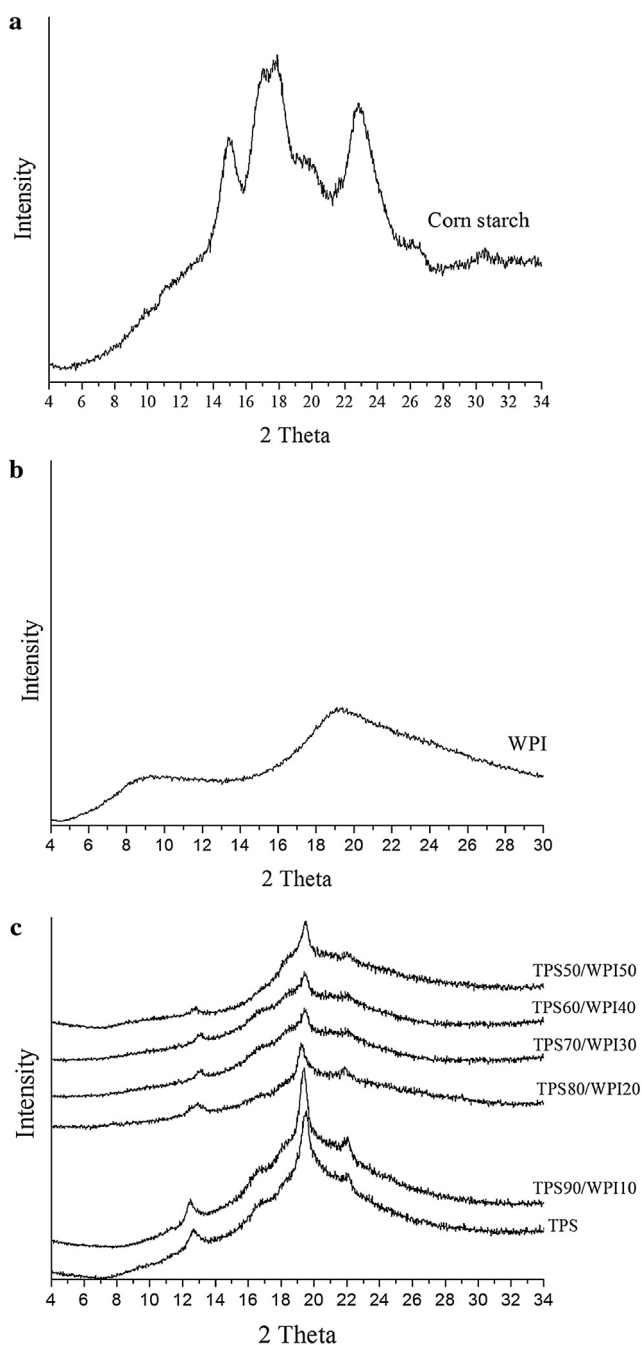 a
Intensity
Corn starch
4 6 8 10 12 14 16 18 20 22 24 26 28 30 32 34
2 Theta
b
Intensity
WPI
4 6 8 10 12 14 16 18 20 22 24 26 28 30
2 Theta
c
Intensity
TPS50/WPI50
TPS60/WPI40
TPS70/WPI30
TPS80/WPI20
TPS90/WPI10
TPS
4 6 8 10 12 14 16 18 20 22 24 26 28 30 32 34
2 Theta